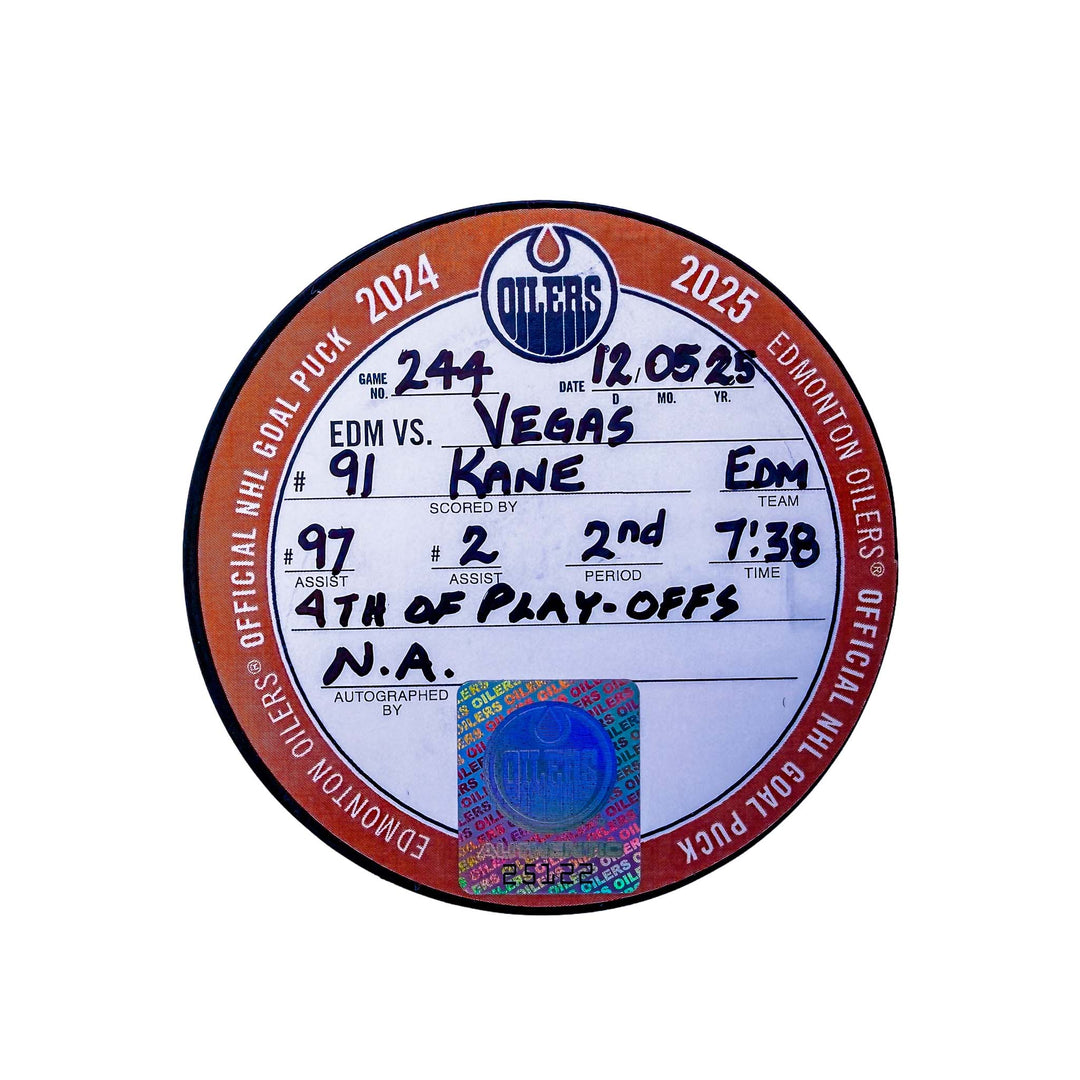 2024 2025
EDMONTON OILERS® OFFICIAL NHL GOAL PUCK
EDMONTON OILERS® OFFICIAL NHL GOAL PUCK
OILERS
GAME NO. 244 DATE 12/05/25
D MO. YR.
EDM VS. VEGAS
# 91 KANE EDM
SCORED BY TEAM
# 97 # 2 2nd 7:38
ASSIST ASSIST PERIOD TIME
4TH OF PLAY-OFFS
N.A.
AUTOGRAPHED
BY
OILERS
AUTHENTIC
25122